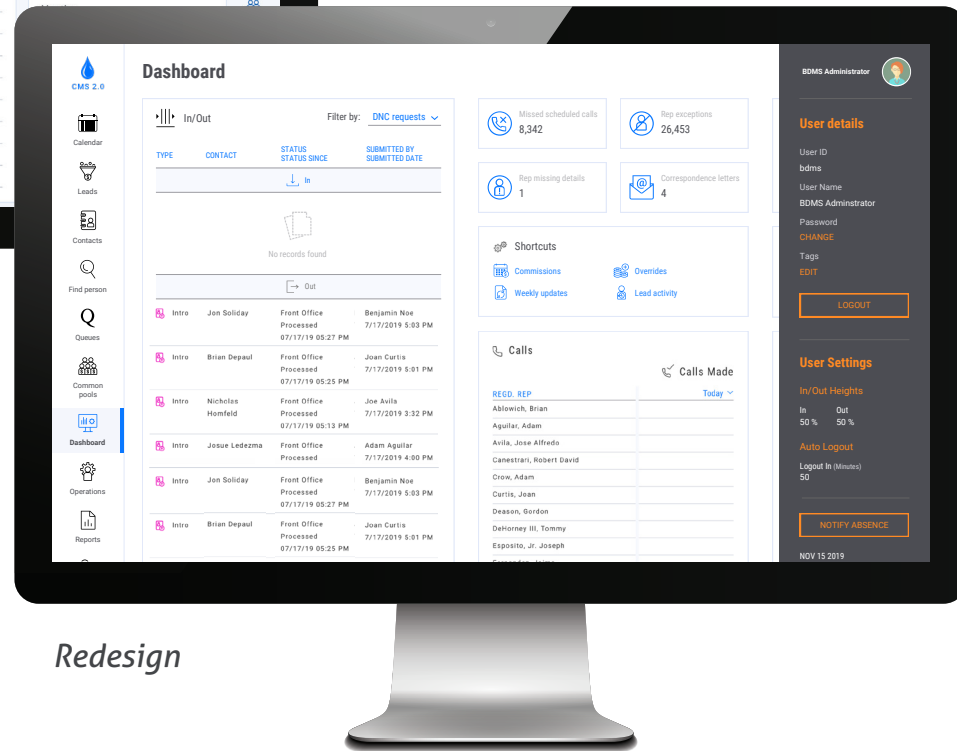 CMS 2.0
Calendar
Leads
Contacts
Find person
Q
Queues
Common
pools
Dashboard
Operations
Reports
Dashboard
In/Out
Filter by: DNC requests
TYPE CONTACT STATUS SUBMITTED BY
STATUS SINCE SUBMITTED DATE
In
No records found
Out
Intro Jon Soliday Front Office Benjamin Noe
Processed 7/17/2019 5:03 PM
07/17/19 05:27 PM
Intro Brian Depaul Front Office Joan Curtis
Processed 7/17/2019 5:01 PM
07/17/19 05:25 PM
Intro Nicholas Front Office Joe Avila
Homfeld Processed 7/17/2019 3:32 PM
07/17/19 05:13 PM
Intro Josue Ledezma Front Office Adam Aguilar
Processed 7/17/2019 4:00 PM
Intro Jon Soliday Front Office Benjamin Noe
Processed 7/17/2019 5:03 PM
07/17/19 05:27 PM
Intro Brian Depaul Front Office Joan Curtis
Processed 7/17/2019 5:01 PM
07/17/19 05:25 PM
Missed scheduled calls
8,342
Rep exceptions
26,453
Rep missing details
1
Correspondence letters
4
Shortcuts
Commissions Overrides
Weekly updates Lead activity
Calls
Calls Made
REGD. REP Today
Ablowich, Brian
Aguilar, Adam
Avila, Jose Alfredo
Canestrari, Robert David
Crow, Adam
Curtis, Joan
Deason, Gordon
DeHorney III, Tommy
Esposito, Jr. Joseph
BDMS Administrator
User details
User ID
bdms
User Name
BDMS Adminstrator
Password
CHANGE
Tags
EDIT
LOGOUT
User Settings
In/Out Heights
In Out
50 % 50 %
Auto Logout
Logout In (Minutes)
50
NOTIFY ABSENCE
NOV 15 2019
Redesign